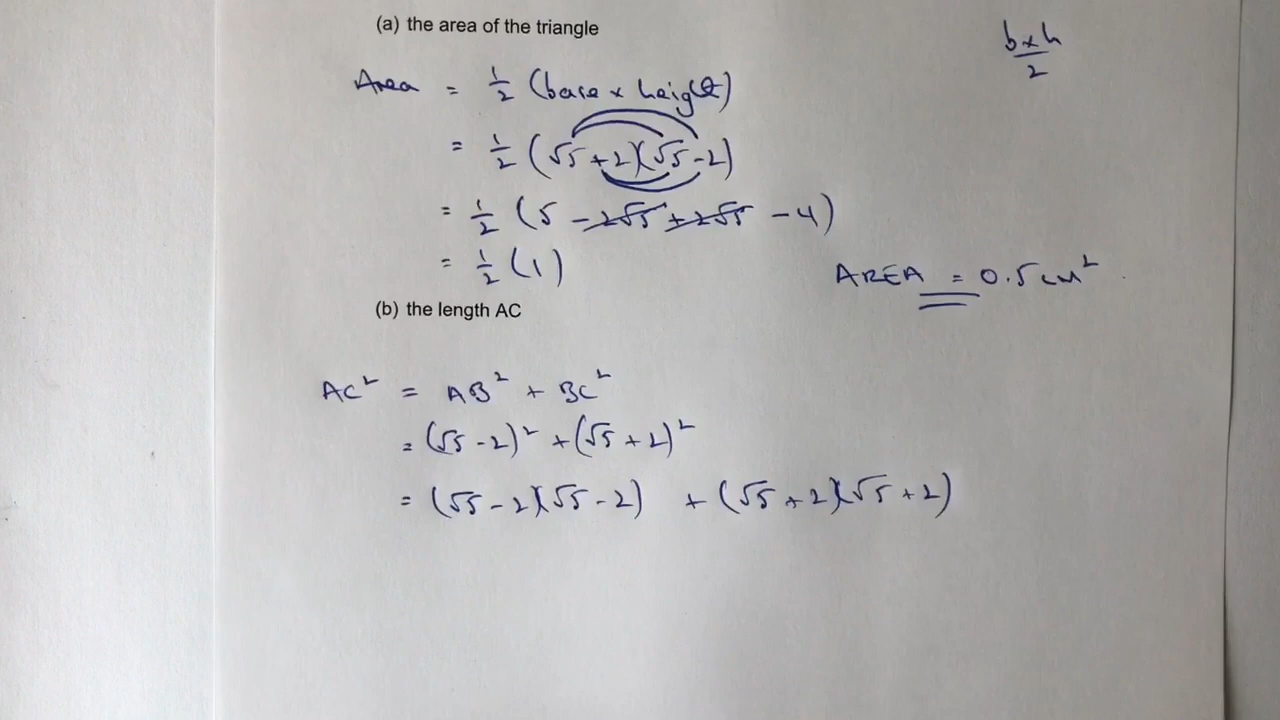 (a) the area of the triangle
b×h
2
Area = ½ (base × height)
= ½ (√5 + 2)(√5 - 2)
= ½ (5 - 2√5 + 2√5 - 4)
= ½ (1)
AREA = 0.5 cm²
(b) the length AC
AC² = AB² + BC²
= (√5 - 2)² + (√5 + 2)²
= (√5 - 2)(√5 - 2) + (√5 + 2)(√5 + 2)